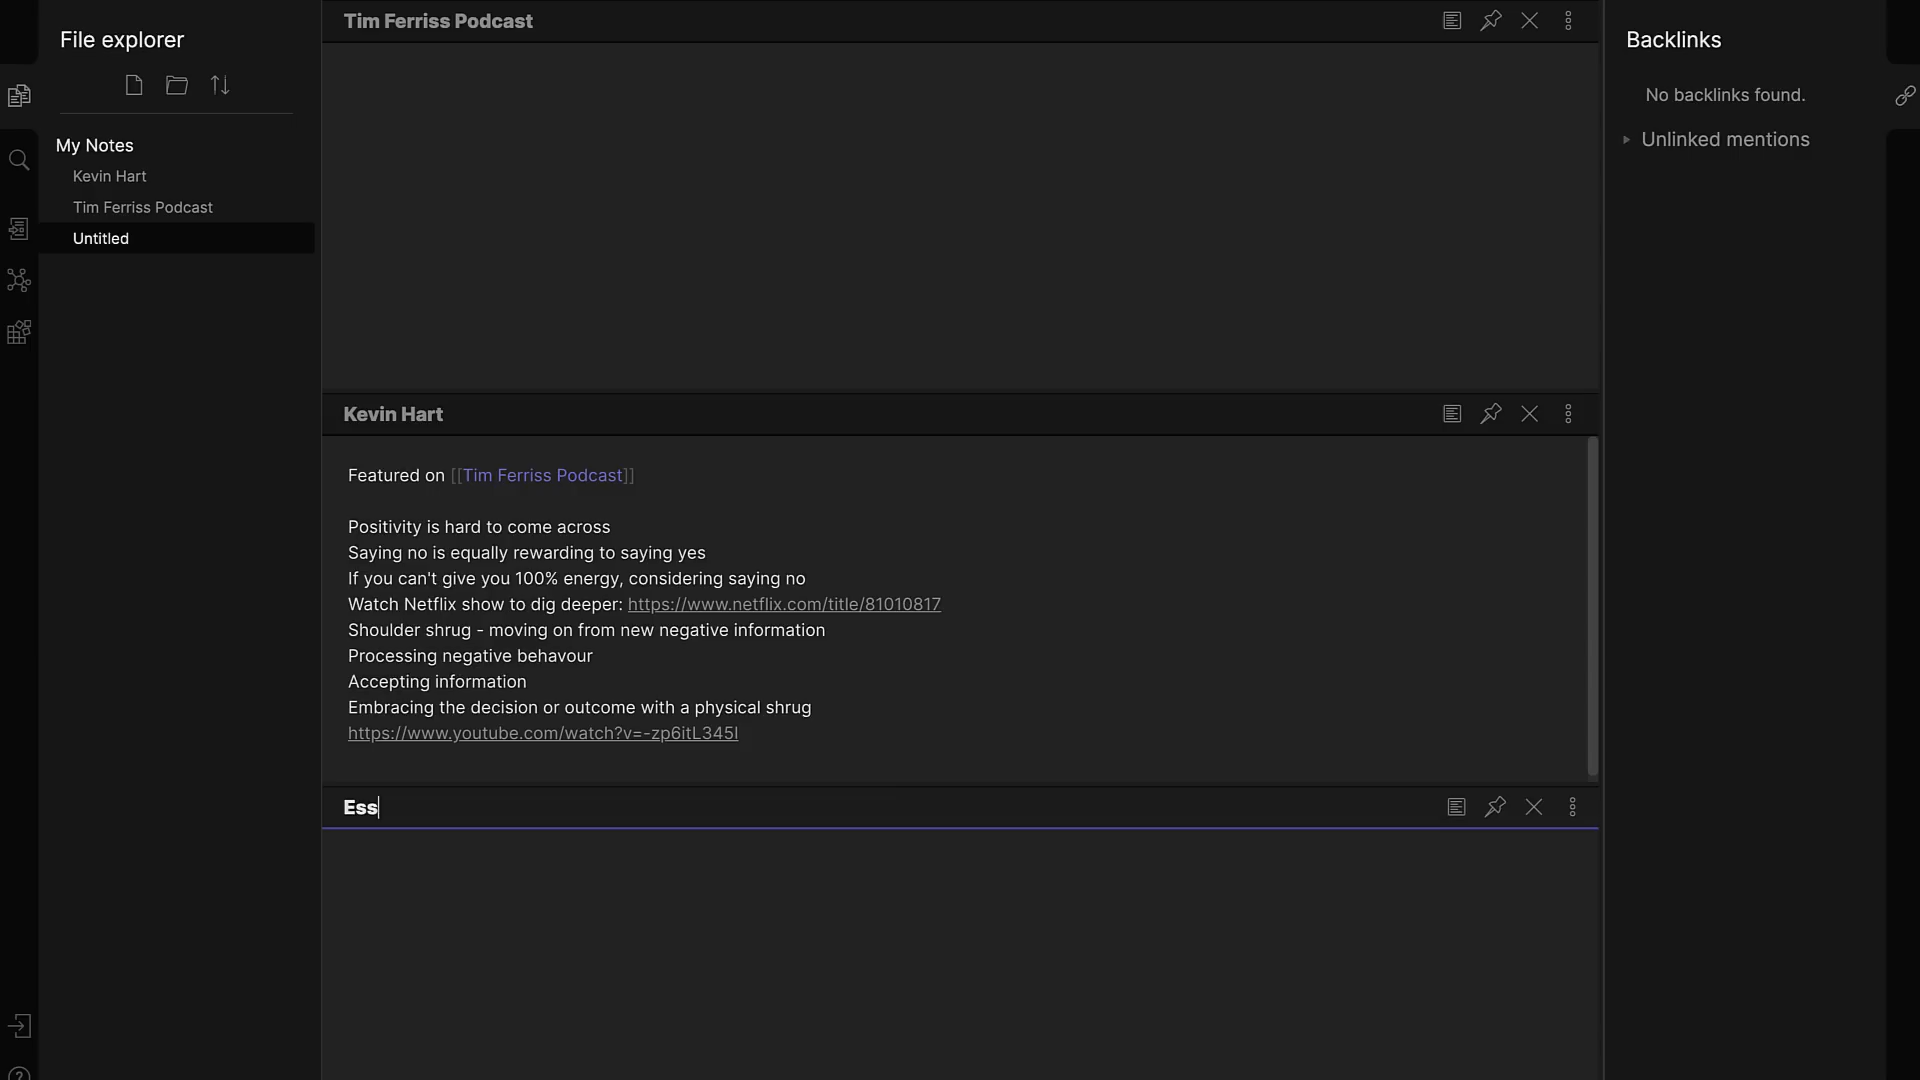 File explorer
My Notes
Kevin Hart
Tim Ferriss Podcast
Untitled
Tim Ferriss Podcast
Kevin Hart
Featured on [[Tim Ferriss Podcast]]
Positivity is hard to come across
Saying no is equally rewarding to saying yes
If you can't give you 100% energy, considering saying no
Watch Netflix show to dig deeper: https://www.netflix.com/title/81010817
Shoulder shrug - moving on from new negative information
Processing negative behavour
Accepting information
Embracing the decision or outcome with a physical shrug
https://www.youtube.com/watch?v=-zp6itL345I
Ess
Backlinks
No backlinks found.
Unlinked mentions